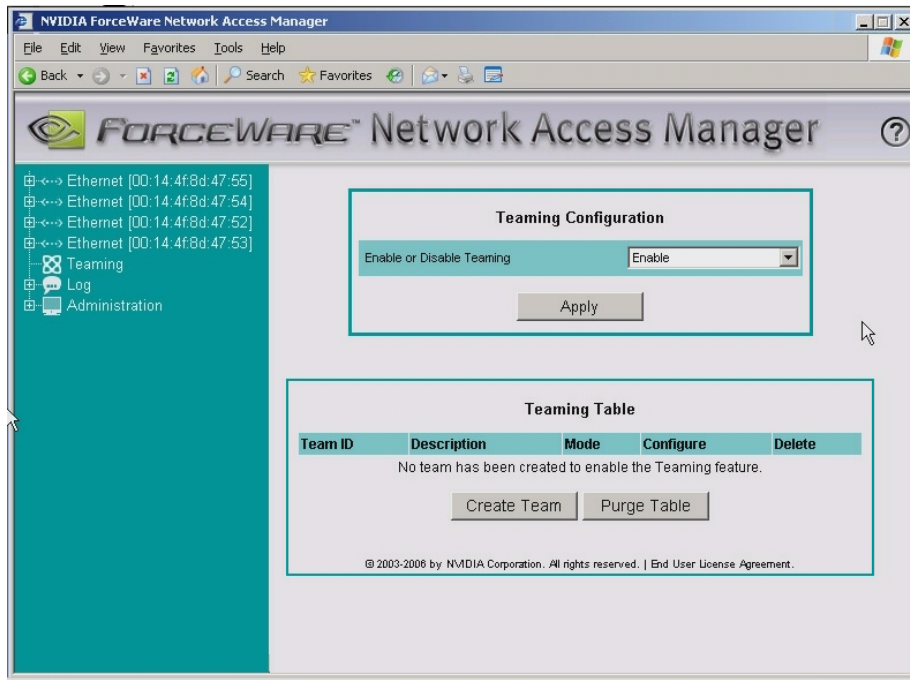 NVIDIA ForceWare Network Access Manager
File Edit View Favorites Tools Help
Back Search Favorites
FORCEWARE™ Network Access Manager ?
Ethernet [00:14:4f:8d:47:55]
Ethernet [00:14:4f:8d:47:54]
Ethernet [00:14:4f:8d:47:52]
Ethernet [00:14:4f:8d:47:53]
Teaming
Log
Administration
Teaming Configuration
Enable or Disable Teaming Enable
Apply
Teaming Table
Team ID Description Mode Configure Delete
No team has been created to enable the Teaming feature.
Create Team Purge Table
© 2003-2006 by NVIDIA Corporation. All rights reserved. | End User License Agreement.